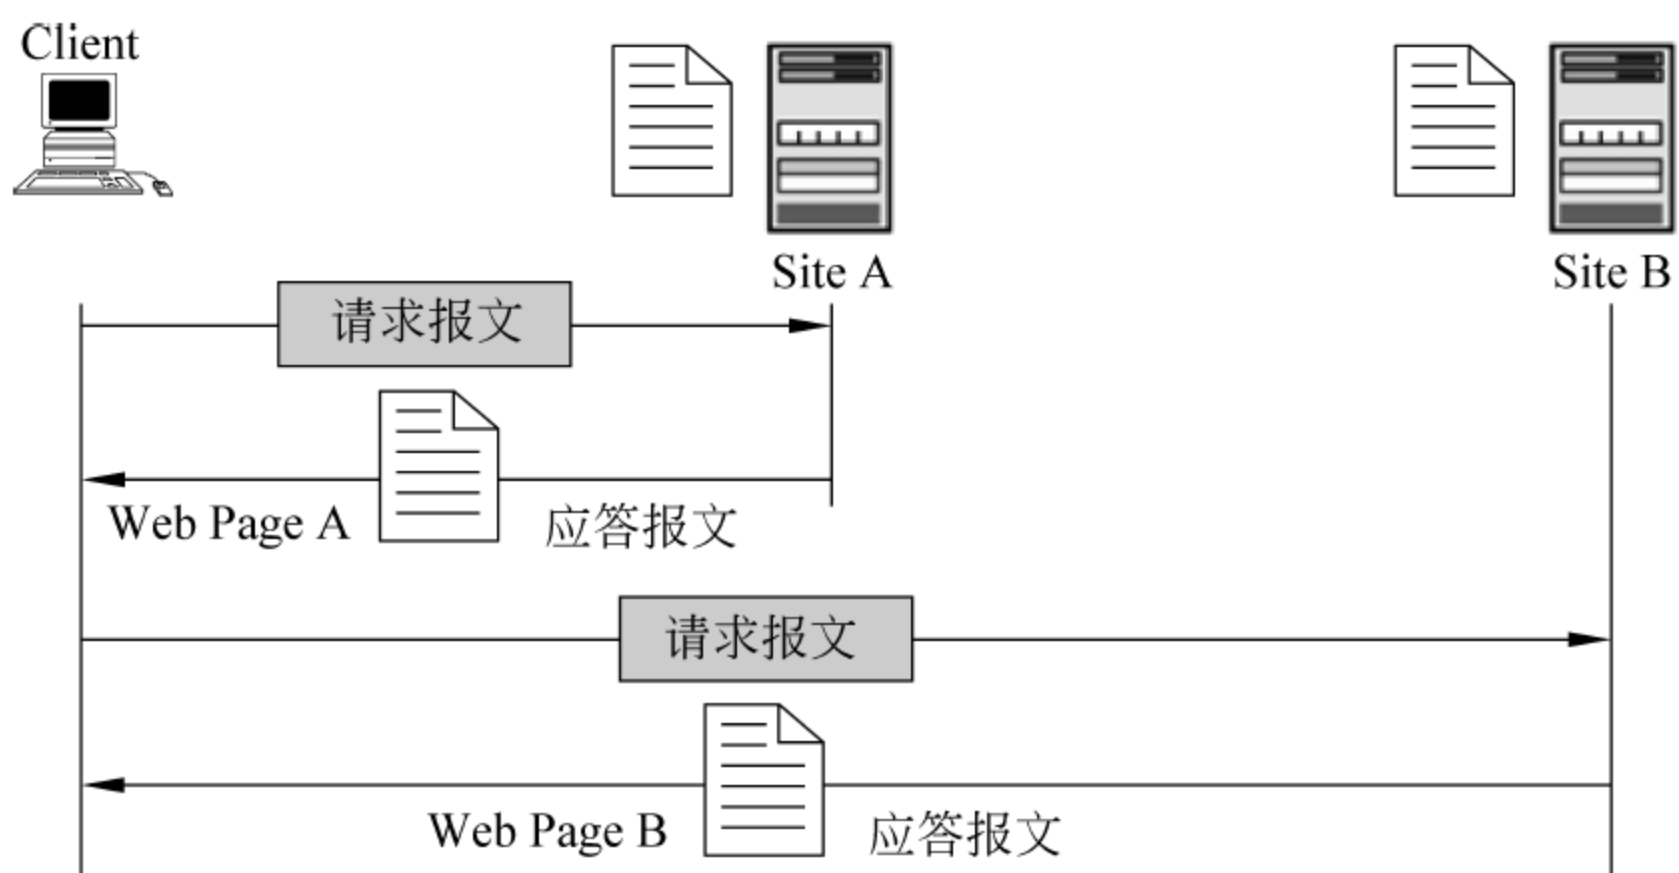 Client
Site A
Site B
请求报文
Web Page A
应答报文
请求报文
Web Page B
应答报文